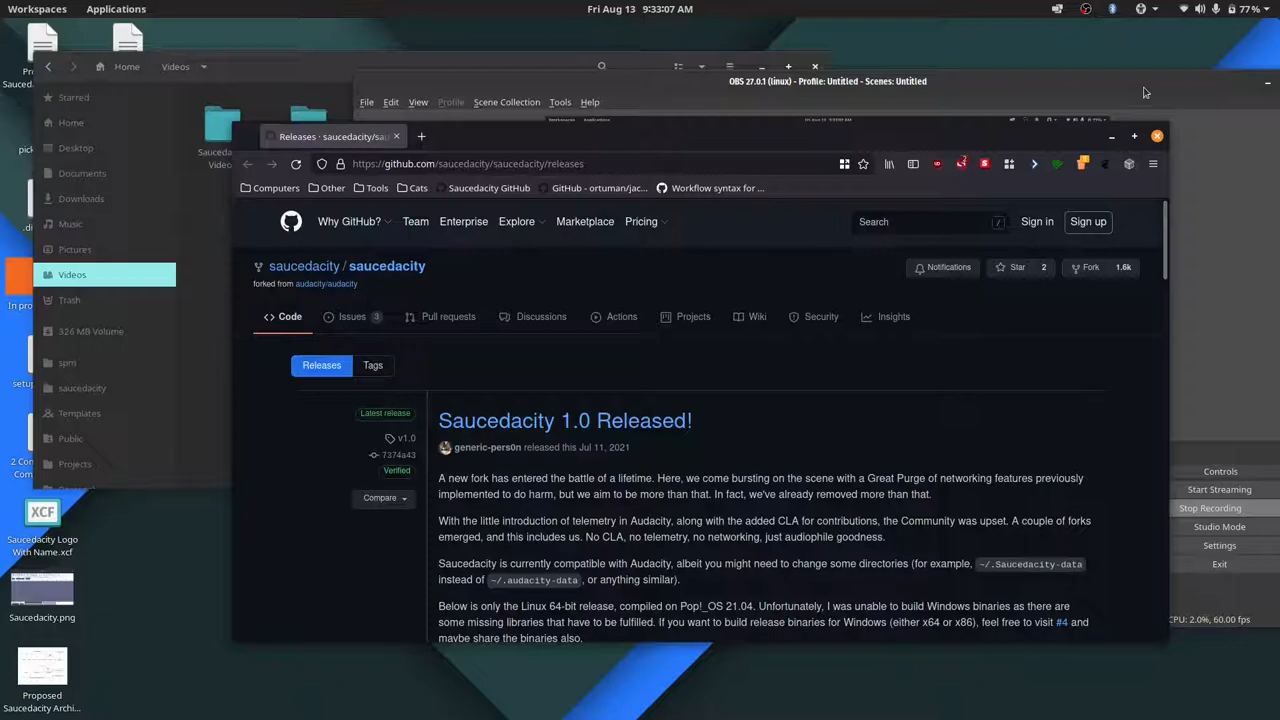 Workspaces Applications
Fri Aug 13 9:33:07 AM
77%
Home Videos
OBS 27.0.1 (linux) - Profile: Untitled - Scenes: Untitled
File Edit View Profile Scene Collection Tools Help
Starred
Home
Desktop
Documents
Downloads
Music
Pictures
Videos
Trash
326 MB Volume
spm
saucedacity
Templates
Public
Projects
Releases · saucedacity/sau
https://github.com/saucedacity/saucedacity/releases
Computers Other Tools Cats Saucedacity GitHub GitHub - ortuman/jac... Workflow syntax for ...
Why GitHub? Team Enterprise Explore Marketplace Pricing
Search /
Sign in Sign up
saucedacity / saucedacity
forked from audacity/audacity
Notifications Star 2 Fork 1.6k
Code Issues 3 Pull requests Discussions Actions Projects Wiki Security Insights
Releases Tags
Latest release
v1.0
7374a43
Verified
Compare
Saucedacity 1.0 Released!
generic-pers0n released this Jul 11, 2021
A new fork has entered the battle of a lifetime. Here, we come bursting on the scene with a Great Purge of networking features previously
implemented to do harm, but we aim to be more than that. In fact, we've already removed more than that.
With the little introduction of telemetry in Audacity, along with the added CLA for contributions, the Community was upset. A couple of forks
emerged, and this includes us. No CLA, no telemetry, no networking, just audiophile goodness.
Saucedacity is currently compatible with Audacity, albeit you might need to change some directories (for example, ~/.Saucedacity-data
instead of ~/.audacity-data, or anything similar).
Below is only the Linux 64-bit release, compiled on Pop!_OS 21.04. Unfortunately, I was unable to build Windows binaries as there are
some missing libraries that have to be fulfilled. If you want to build release binaries for Windows (either x64 or x86), feel free to visit #4 and
maybe share the binaries also.
Controls
Start Streaming
Stop Recording
Studio Mode
Settings
Exit
CPU: 2.0%, 60.00 fps
XCF
Saucedacity Logo
With Name.xcf
Saucedacity.png
Proposed
Saucedacity Archi...